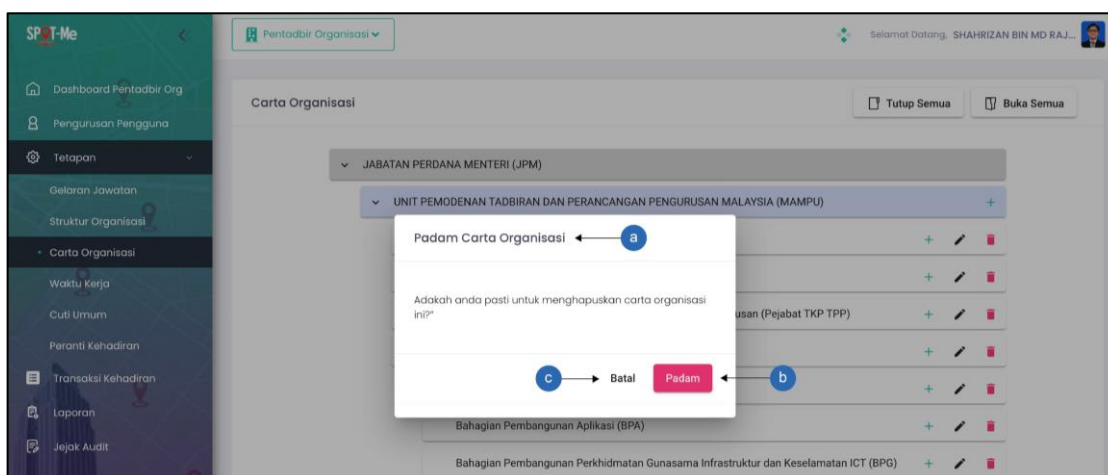 SPOT-Me
Pentadbir Organisasi
Selamat Datang, SHAHRIZAN BIN MD RAJ...
Dashboard Pentadbir Org
Pengurusan Pengguna
Tetapan
Gelaran Jawatan
Struktur Organisasi
Carta Organisasi
Waktu Kerja
Cuti Umum
Peranti Kehadiran
Transaksi Kehadiran
Laporan
Jejak Audit
Carta Organisasi
Tutup Semua
Buka Semua
JABATAN PERDANA MENTERI (JPM)
UNIT PEMODENAN TADBIRAN DAN PERANCANGAN PENGURUSAN MALAYSIA (MAMPU)
Padam Carta Organisasi
a
Adakah anda pasti untuk menghapuskan carta organisasi
ini?"
usan (Pejabat TKP TPP)
c
Batal
Padam
b
Bahagian Pembangunan Aplikasi (BPA)
Bahagian Pembangunan Perkhidmatan Gunasama Infrastruktur dan Keselamatan ICT (BPG)